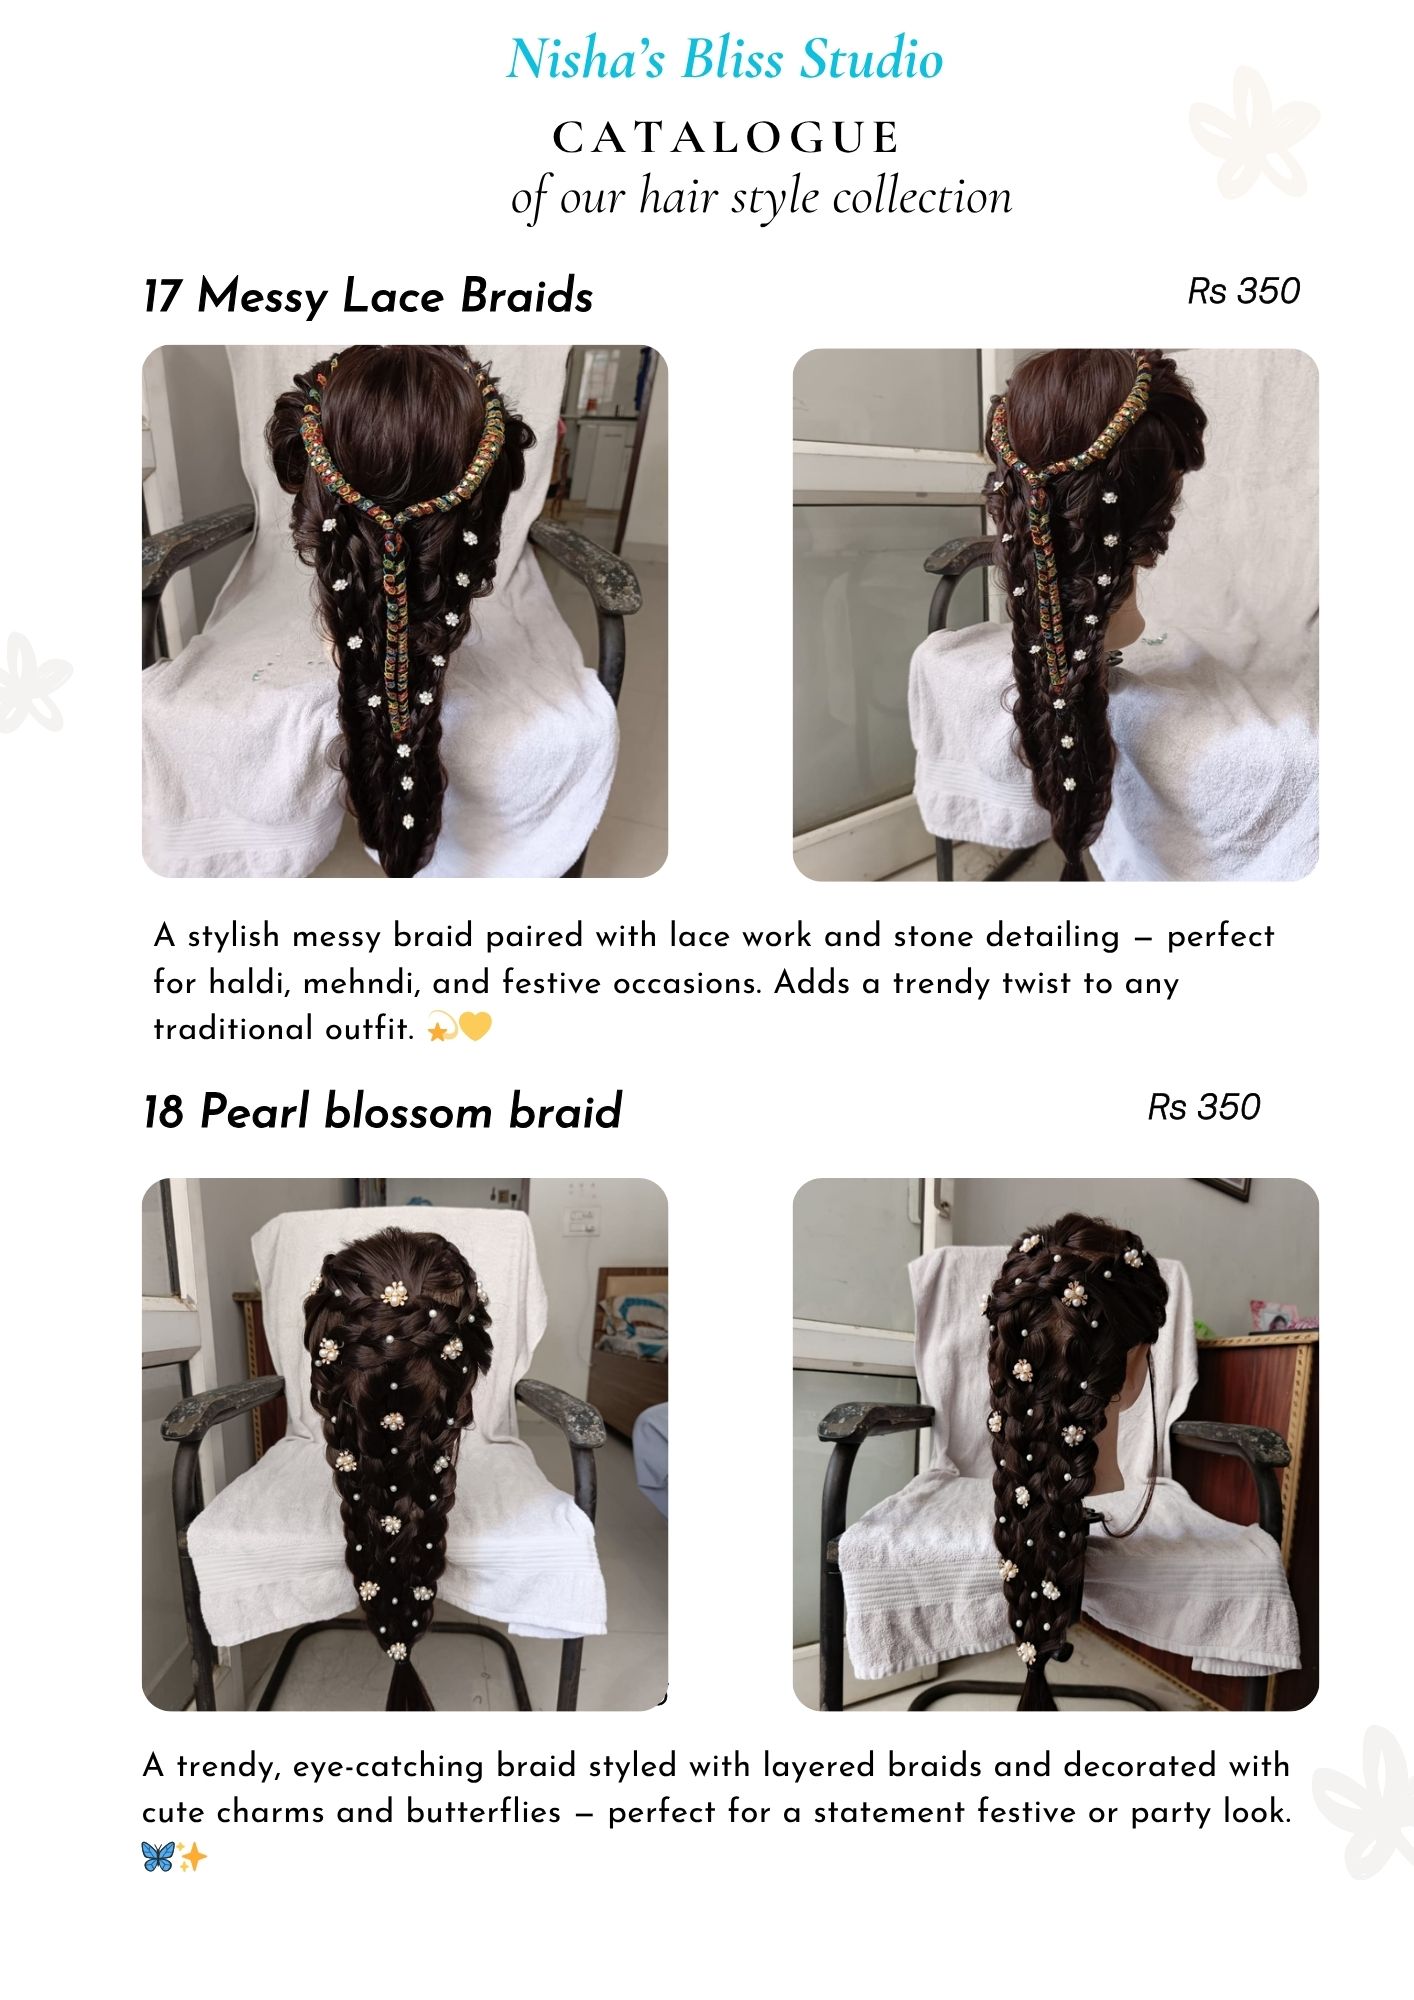 Nisha's Bliss Studio
CATALOGUE
of our hair style collection
17 Messy Lace Braids
Rs 350
A stylish messy braid paired with lace work and stone detailing – perfect
for haldi, mehndi, and festive occasions. Adds a trendy twist to any
traditional outfit. 💫💛
18 Pearl blossom braid
Rs 350
A trendy, eye-catching braid styled with layered braids and decorated with
cute charms and butterflies – perfect for a statement festive or party look.
🦋✨